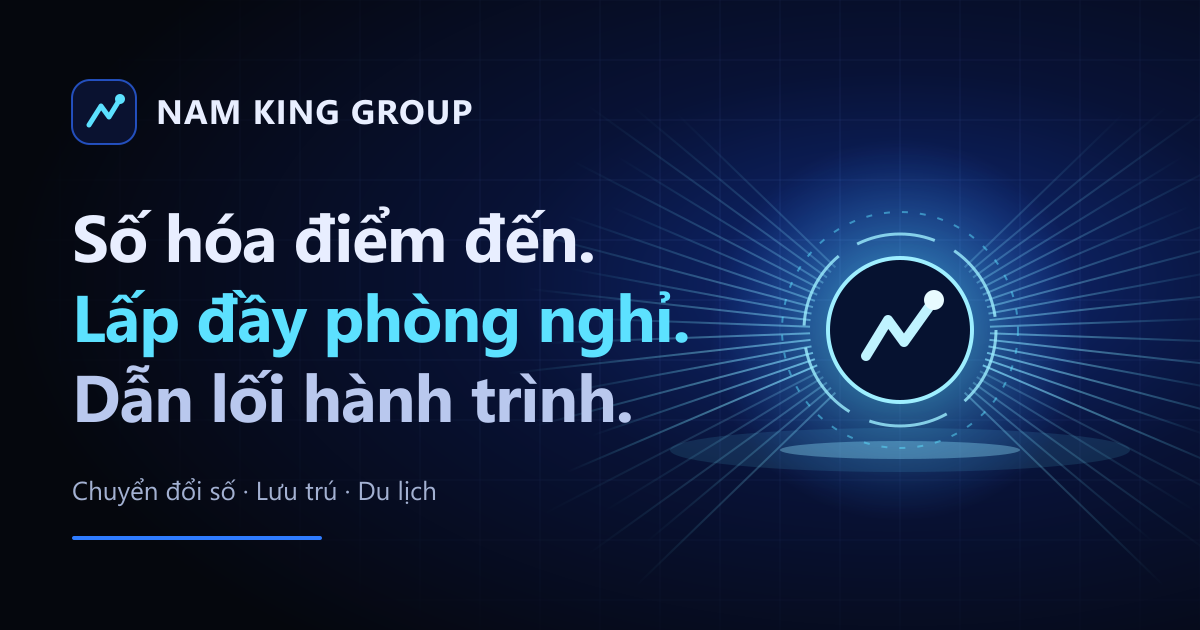 NAM KING GROUP
Số hóa điểm đến.
Lấp đầy phòng nghỉ.
Dẫn lối hành trình.
Chuyển đổi số · Lưu trú · Du lịch